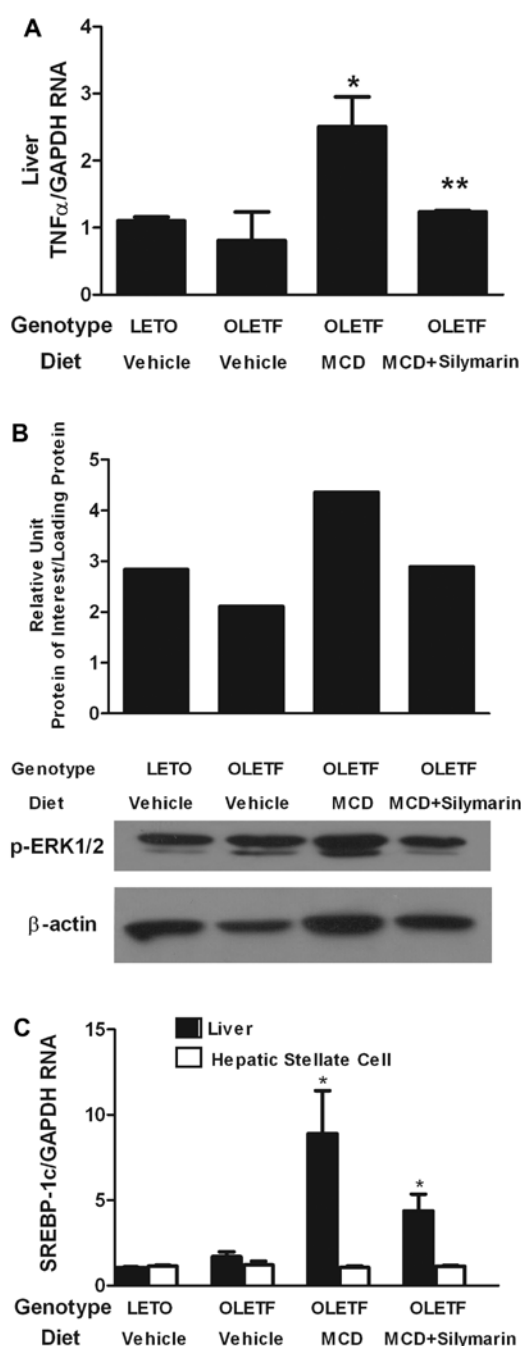 A
Liver
TNFα/GAPDH RNA
4
3
2
1
0
*
**
Genotype LETO OLETF OLETF OLETF
Diet Vehicle Vehicle MCD MCD+Silymarin
B
Relative Unit
Protein of Interest/Loading Protein
5
4
3
2
1
0
Genotype LETO OLETF OLETF OLETF
Diet Vehicle Vehicle MCD MCD+Silymarin
p-ERK1/2
β-actin
C
SREBP-1c/GAPDH RNA
15
10
5
0
Liver
Hepatic Stellate Cell
*
*
Genotype LETO OLETF OLETF OLETF
Diet Vehicle Vehicle MCD MCD+Silymarin